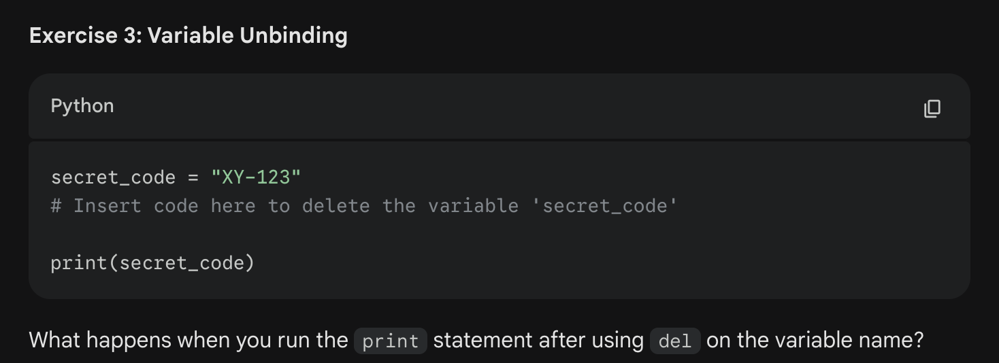 Exercise 3: Variable Unbinding
Python
secret_code = "XY-123"
# Insert code here to delete the variable 'secret_code'
print(secret_code)
What happens when you run the print statement after using del on the variable name?